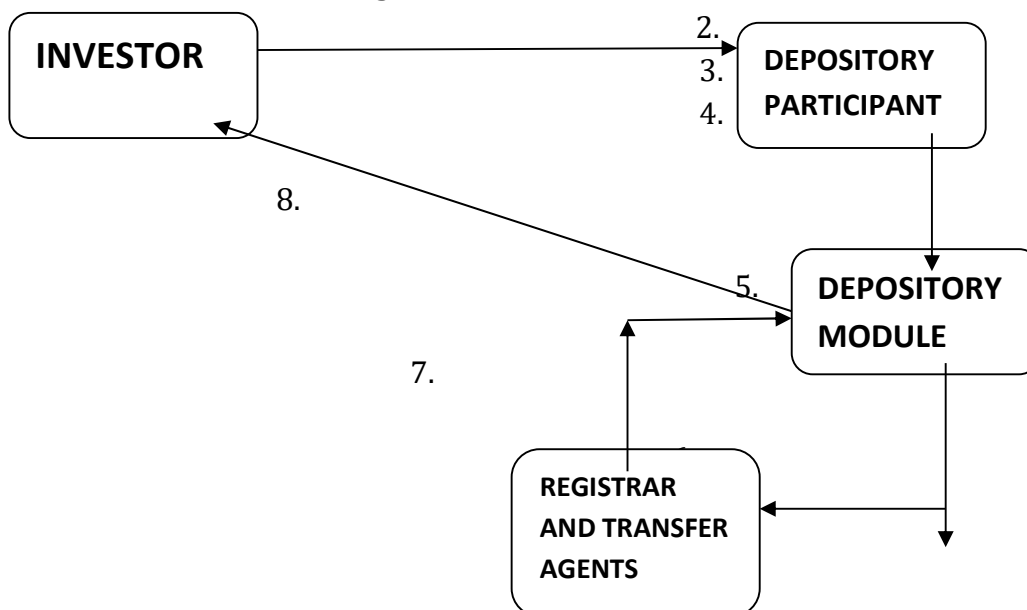 INVESTOR
2.
3.
4.
DEPOSITORY
PARTICIPANT
8.
5.
DEPOSITORY
MODULE
7.
REGISTRAR
AND TRANSFER
AGENTS